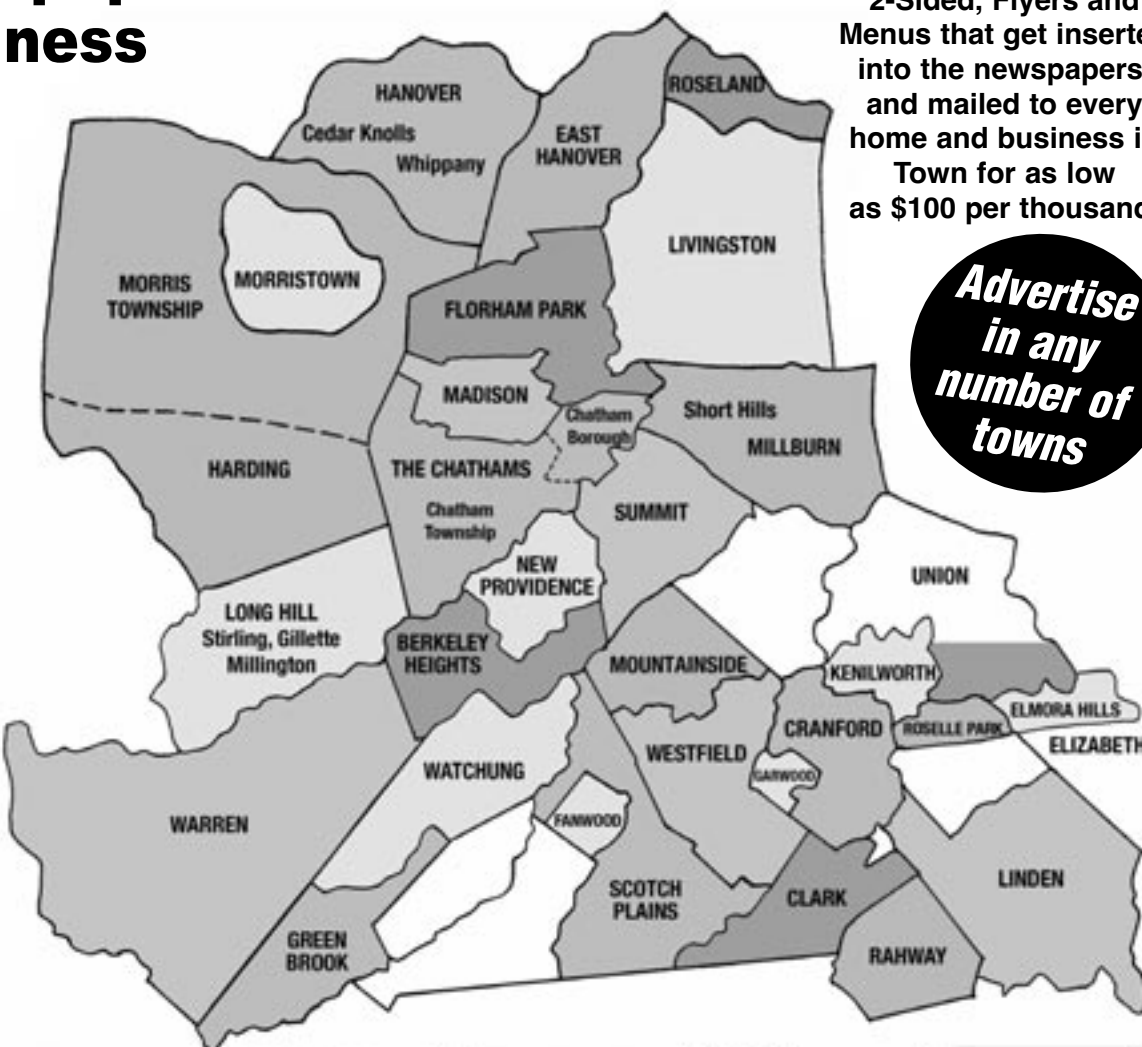 ness
2-Sided, Flyers and
Menus that get inserte
into the newspapers
and mailed to every
home and business i
Town for as low
as $100 per thousand
Advertise
in any
number of
towns
HANOVER
Cedar Knolls
Whippany
EAST
HANOVER
ROSELAND
LIVINGSTON
MORRIS
TOWNSHIP
MORRISTOWN
FLORHAM PARK
MADISON
Chatham
Borough
Short Hills
MILLBURN
HARDING
THE CHATHAMS
Chatham
Township
SUMMIT
NEW
PROVIDENCE
UNION
LONG HILL
Stirling, Gillette
Millington
BERKELEY
HEIGHTS
MOUNTAINSIDE
KENILWORTH
ELMORA HILLS
ROSELLE PARK
CRANFORD
ELIZABETH
WESTFIELD
GARWOOD
WATCHUNG
WARREN
FANWOOD
SCOTCH
PLAINS
CLARK
LINDEN
GREEN
BROOK
RAHWAY